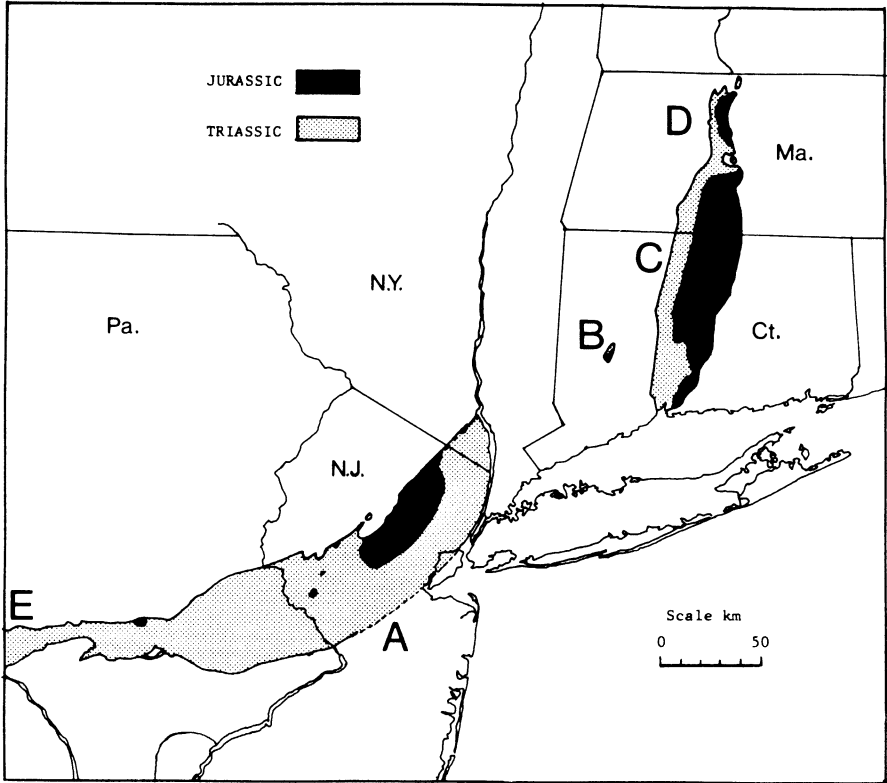 JURASSIC
TRIASSIC
D
Ma.
C
N.Y.
Pa.
B
Ct.
N.J.
E
A
Scale km
0 50